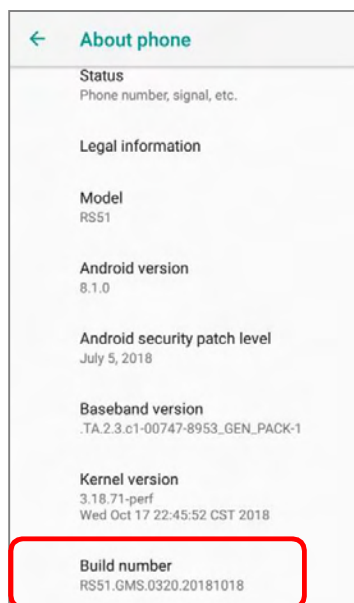 About phone
Status
Phone number, signal, etc.
Legal information
Model
RS51
Android version
8.1.0
Android security patch level
July 5, 2018
Baseband version
.TA.2.3.c1-00747-8953_GEN_PACK-1
Kernel version
3.18.71-perf
Wed Oct 17 22:45:52 CST 2018
Build number
RS51.GMS.0320.20181018